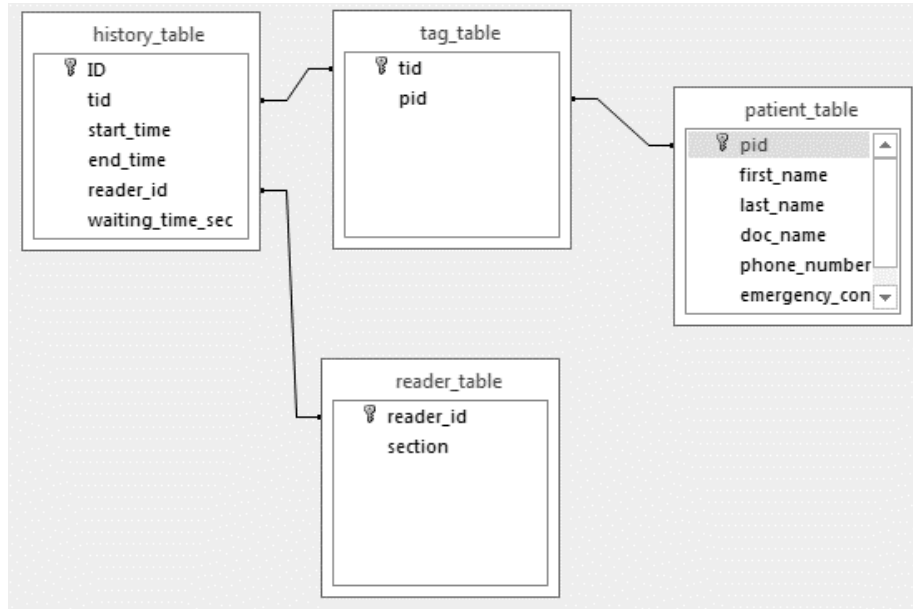 history_table
ID
tid
start_time
end_time
reader_id
waiting_time_sec
tag_table
tid
pid
patient_table
pid
first_name
last_name
doc_name
phone_number
emergency_con
reader_table
reader_id
section